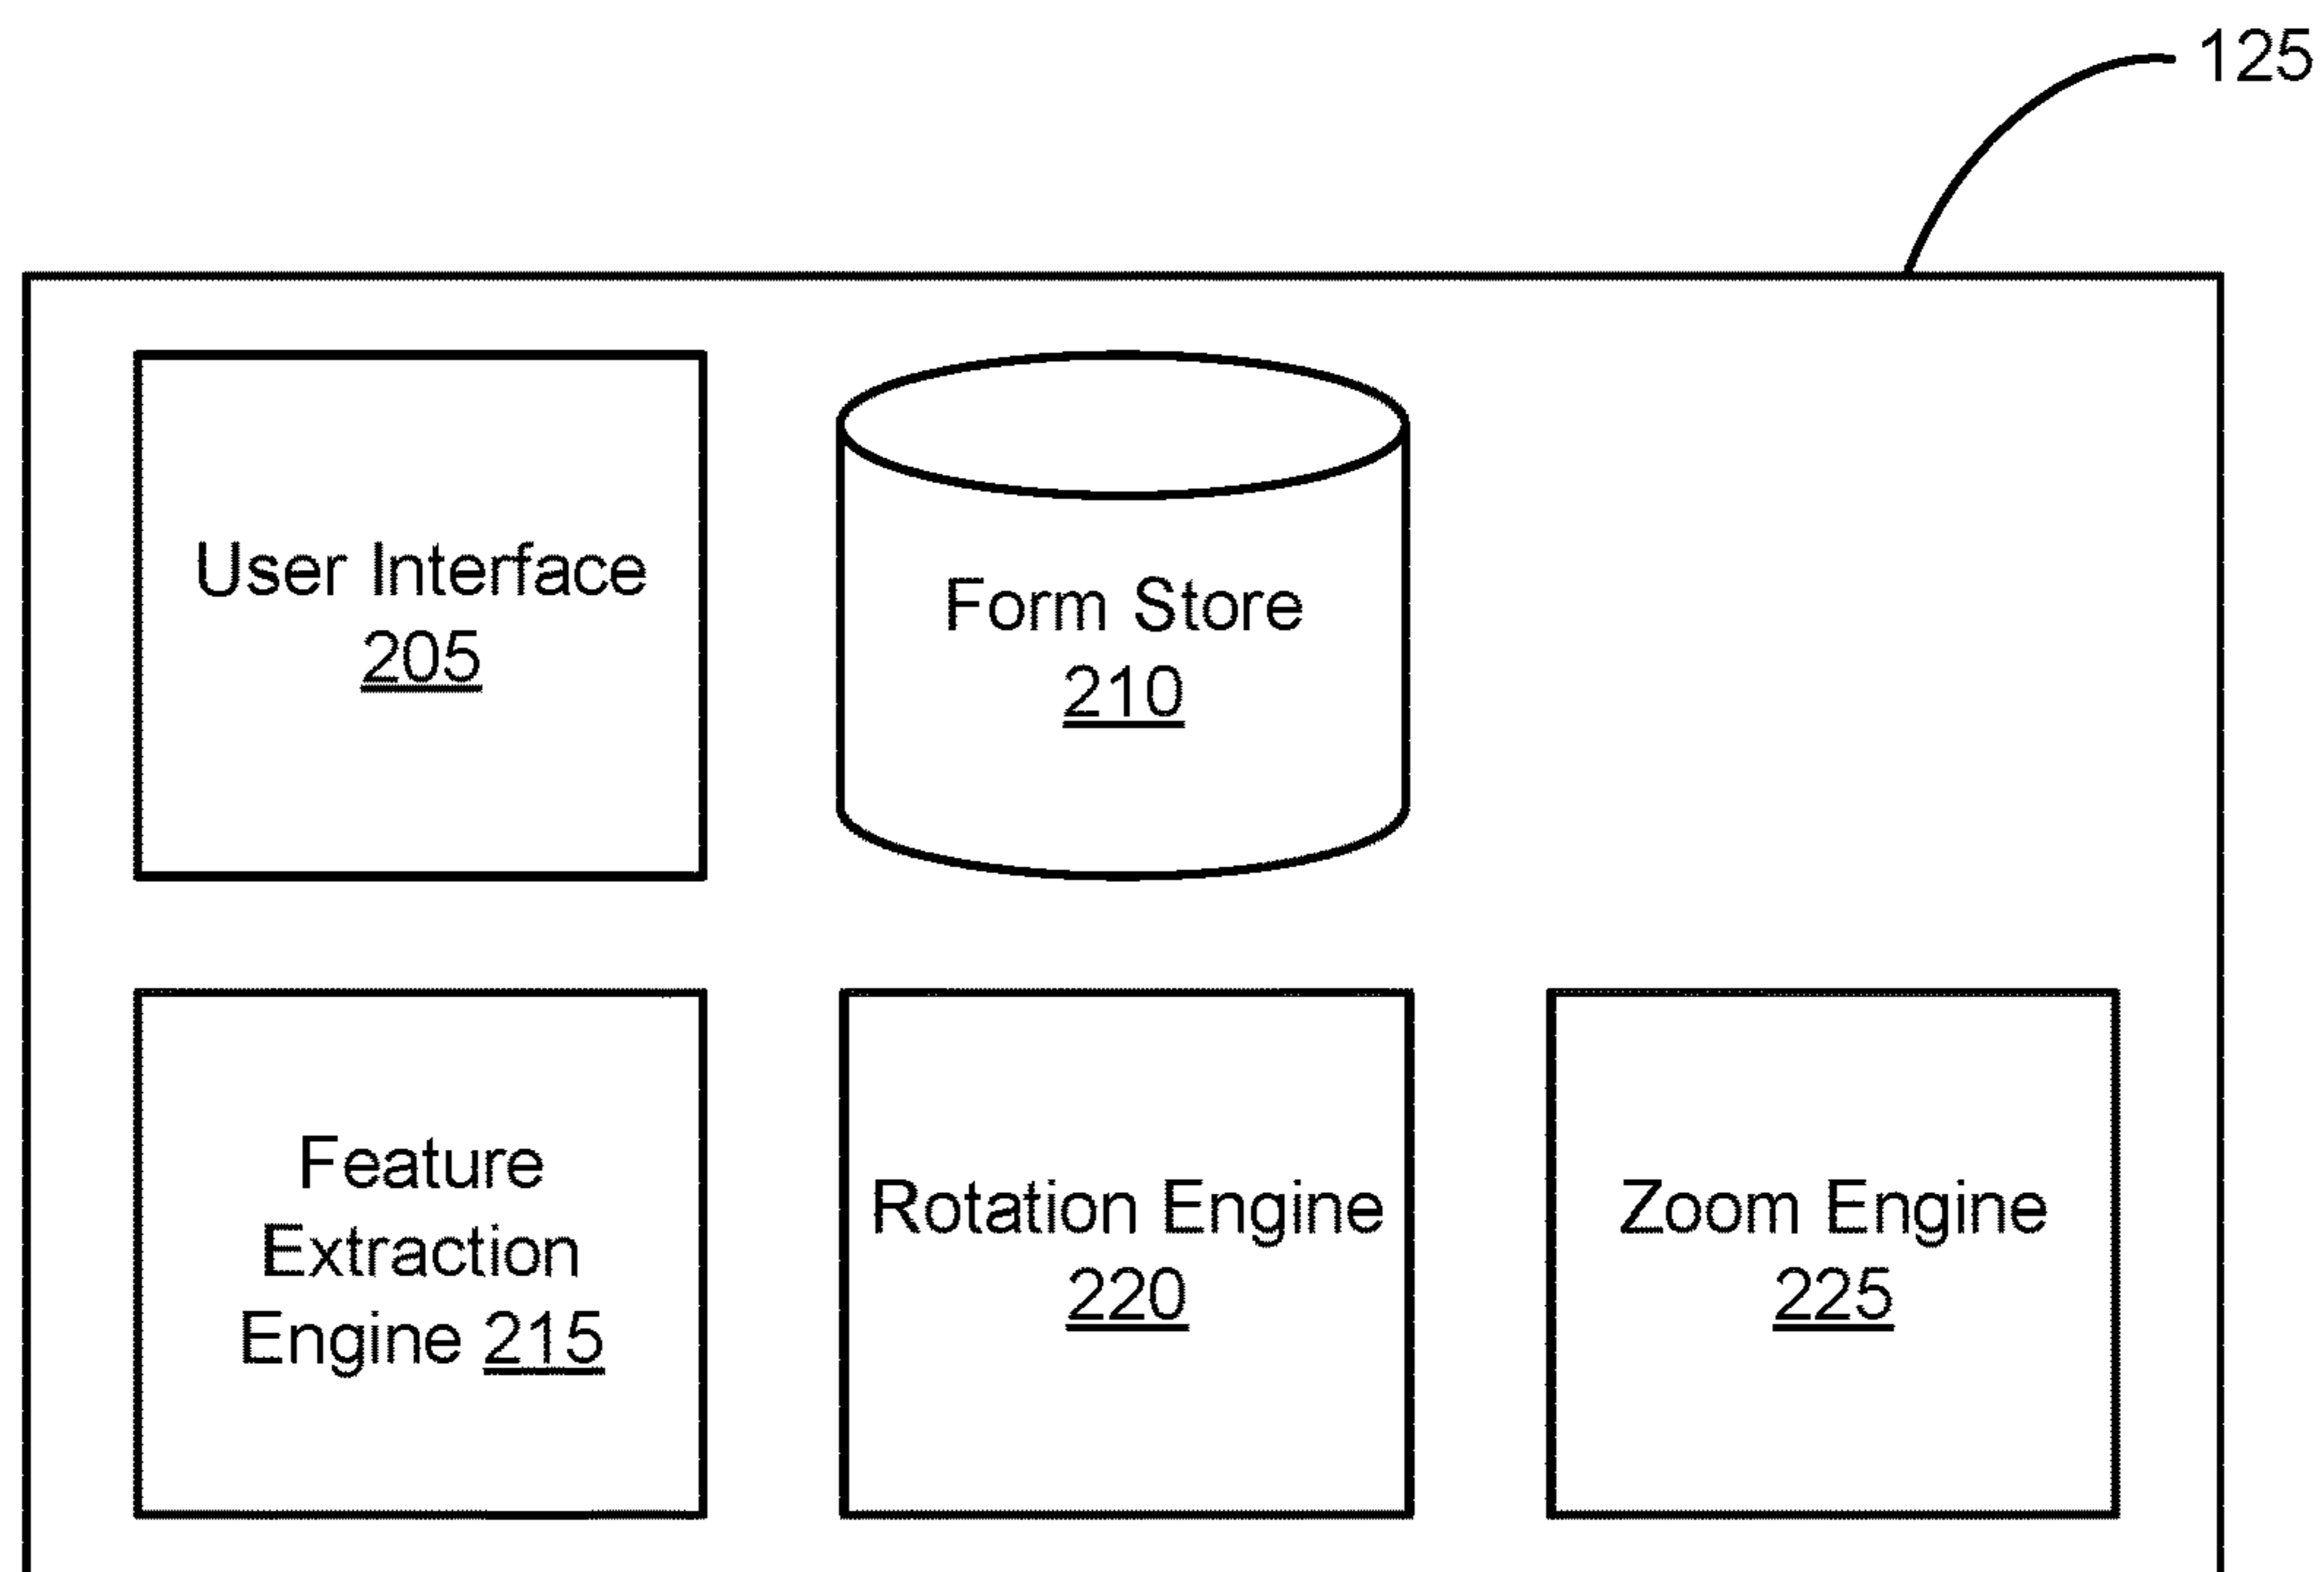 125
User Interface
205
Form Store
210
Feature
Extraction
Engine 215
Rotation Engine
220
Zoom Engine
225